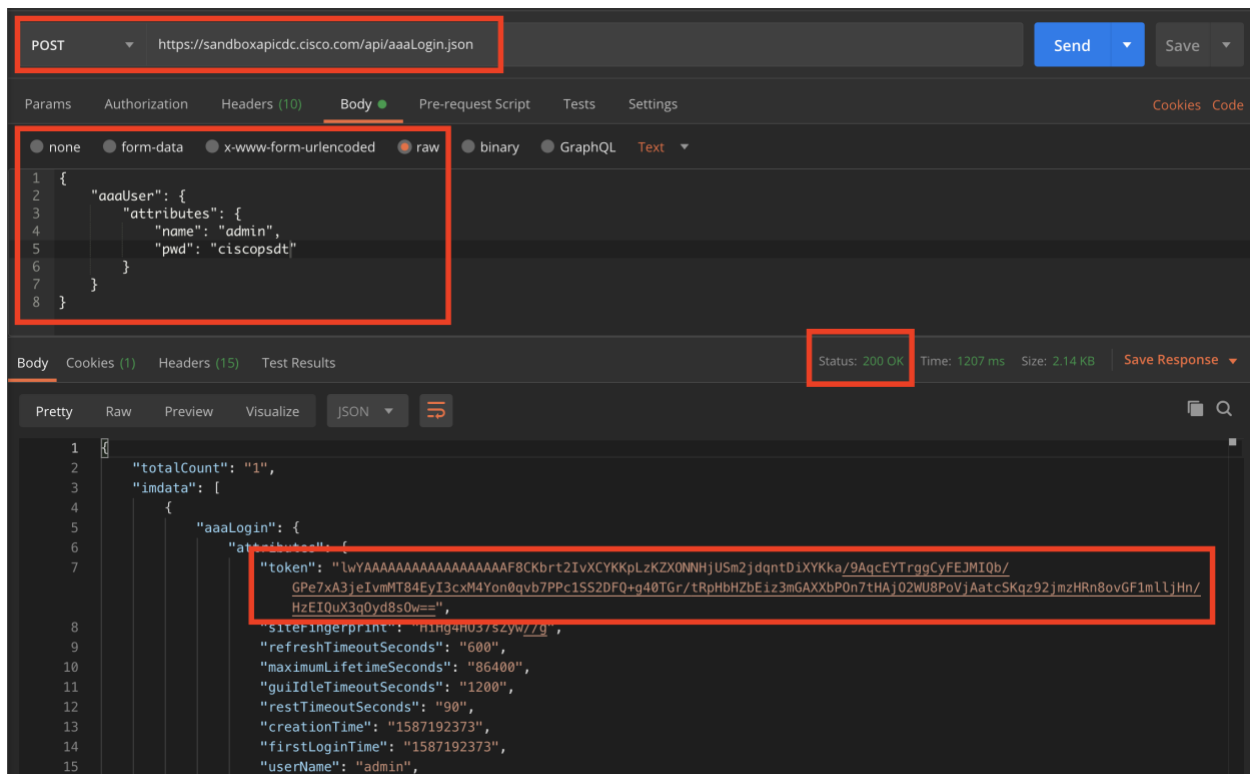 POST https://sandboxapicdc.cisco.com/api/aaaLogin.json Send Save
Params Authorization Headers (10) Body Pre-request Script Tests Settings Cookies Code
none form-data x-www-form-urlencoded raw binary GraphQL Text
1 {
2 "aaaUser": {
3 "attributes": {
4 "name": "admin",
5 "pwd": "ciscopsdt"
6 }
7 }
8 }
Body Cookies (1) Headers (15) Test Results Status: 200 OK Time: 1207 ms Size: 2.14 KB Save Response
Pretty Raw Preview Visualize JSON
1 {
2 "totalCount": "1",
3 "imdata": [
4 {
5 "aaaLogin": {
6 "attributes": {
7 "token": "lwYAAAAAAAAAAAAAAAAAAF8CKbrt2IvXCYKKpLzKZXONNHjUSm2jdqntDiXYKka/9AqcEYTrggCyFEJMIQb/
GPe7xA3jeIvmMT84EyI3cxM4Yon0qvb7PPc1SS2DFQ+g40TGr/tRpHbHZbEiz3mGAXXbPOn7tHAjO2WU8PoVjAatcSKqz92jmzHRn8ovGF1mlljHn/
HzEIQuX3qOyd8sOw==",
8 "siteFingerprint": "HiHg4HO37sZyw//g",
9 "refreshTimeoutSeconds": "600",
10 "maximumLifetimeSeconds": "86400",
11 "guiIdleTimeoutSeconds": "1200",
12 "restTimeoutSeconds": "90",
13 "creationTime": "1587192373",
14 "firstLoginTime": "1587192373",
15 "userName": "admin",